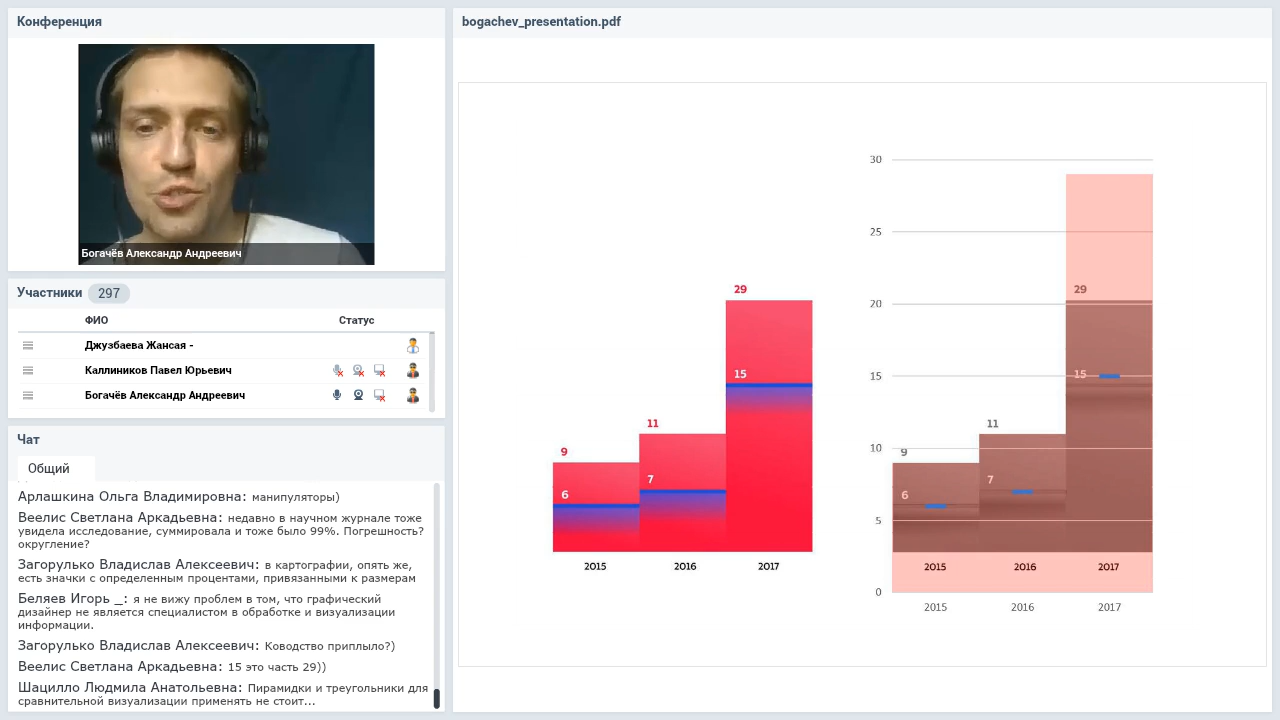 Конференция
Богачёв Александр Андреевич
Участники 297
ФИО Статус
Джузбаева Жансая -
Каллиников Павел Юрьевич
Богачёв Александр Андреевич
Чат
Общий
Арлашкина Ольга Владимировна: манипуляторы)
Веелис Светлана Аркадьевна: недавно в научном журнале тоже
увидела исследование, суммировала и тоже было 99%. Погрешность?
округление?
Загорулько Владислав Алексеевич: в картографии, опять же,
есть значки с определенным процентами, привязанными к размерам
Беляев Игорь _: я не вижу проблем в том, что графический
дизайнер не является специалистом в обработке и визуализации
информации.
Загорулько Владислав Алексеевич: Ководство приплыло?)
Веелис Светлана Аркадьевна: 15 это часть 29))
Шацилло Людмила Анатольевна: Пирамидки и треугольники для
сравнительной визуализации применять не стоит...
bogachev_presentation.pdf
29
15
11
9
7
6
2015 2016 2017
30
25
20
15
10
5
0
29
15
11
9
7
6
2015 2016 2017
2015 2016 2017